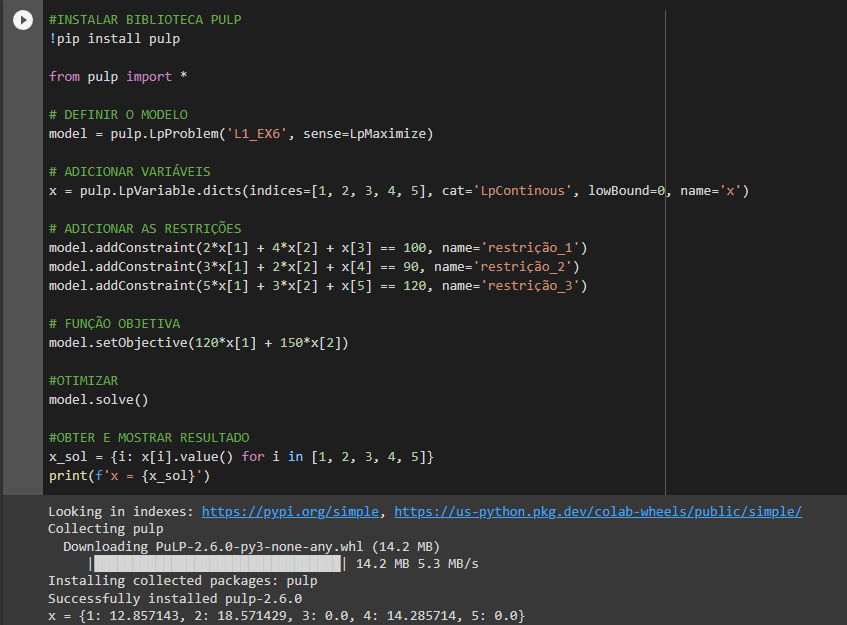 #INSTALAR BIBLIOTECA PULP
!pip install pulp
from pulp import *
# DEFINIR O MODELO
model = pulp.LpProblem('L1_EX6', sense=LpMaximize)
# ADICIONAR VARIÁVEIS
x = pulp.LpVariable.dicts(indices=[1, 2, 3, 4, 5], cat='LpContinous', lowBound=0, name='x')
# ADICIONAR AS RESTRIÇÕES
model.addConstraint(2*x[1] + 4*x[2] + x[3] == 100, name='restrição_1')
model.addConstraint(3*x[1] + 2*x[2] + x[4] == 90, name='restrição_2')
model.addConstraint(5*x[1] + 3*x[2] + x[5] == 120, name='restrição_3')
# FUNÇÃO OBJETIVA
model.setObjective(120*x[1] + 150*x[2])
#OTIMIZAR
model.solve()
#OBTER E MOSTRAR RESULTADO
x_sol = {i: x[i].value() for i in [1, 2, 3, 4, 5]}
print(f'x = {x_sol}')
Looking in indexes: https://pypi.org/simple, https://us-python.pkg.dev/colab-wheels/public/simple/
Collecting pulp
Downloading PuLP-2.6.0-py3-none-any.whl (14.2 MB)
|████████████████████████████████| 14.2 MB 5.3 MB/s
Installing collected packages: pulp
Successfully installed pulp-2.6.0
x = {1: 12.857143, 2: 18.571429, 3: 0.0, 4: 14.285714, 5: 0.0}